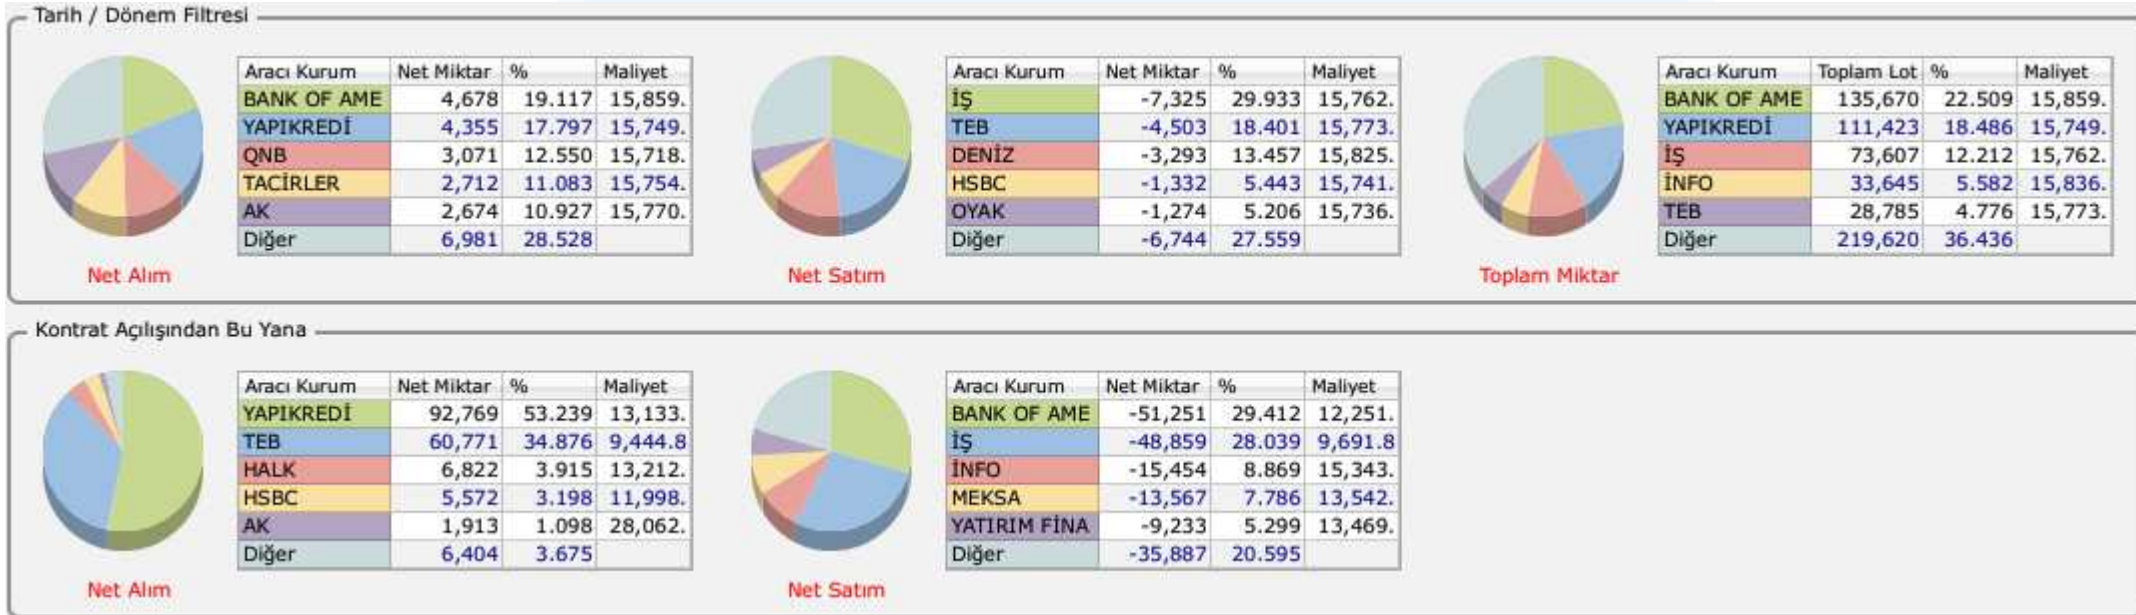 Tarih / Dönem Filtresi
Aracı Kurum Net Miktar % Maliyet
BANK OF AME 4,678 19.117 15,859.
YAPIKREDİ 4,355 17.797 15,749.
QNB 3,071 12.550 15,718.
TACİRLER 2,712 11.083 15,754.
AK 2,674 10.927 15,770.
Diğer 6,981 28.528
Net Alım
Aracı Kurum Net Miktar % Maliyet
İŞ -7,325 29.933 15,762.
TEB -4,503 18.401 15,773.
DENİZ -3,293 13.457 15,825.
HSBC -1,332 5.443 15,741.
OYAK -1,274 5.206 15,736.
Diğer -6,744 27.559
Net Satım
Aracı Kurum Toplam Lot % Maliyet
BANK OF AME 135,670 22.509 15,859.
YAPIKREDİ 111,423 18.486 15,749.
İŞ 73,607 12.212 15,762.
İNFO 33,645 5.582 15,836.
TEB 28,785 4.776 15,773.
Diğer 219,620 36.436
Toplam Miktar
Kontrat Açılışından Bu Yana
Aracı Kurum Net Miktar % Maliyet
YAPIKREDİ 92,769 53.239 13,133.
TEB 60,771 34.876 9,444.8
HALK 6,822 3.915 13,212.
HSBC 5,572 3.198 11,998.
AK 1,913 1.098 28,062.
Diğer 6,404 3.675
Net Alım
Aracı Kurum Net Miktar % Maliyet
BANK OF AME -51,251 29.412 12,251.
İŞ -48,859 28.039 9,691.8
İNFO -15,454 8.869 15,343.
MEKSA -13,567 7.786 13,542.
YATIRIM FİNA -9,233 5.299 13,469.
Diğer -35,887 20.595
Net Satım